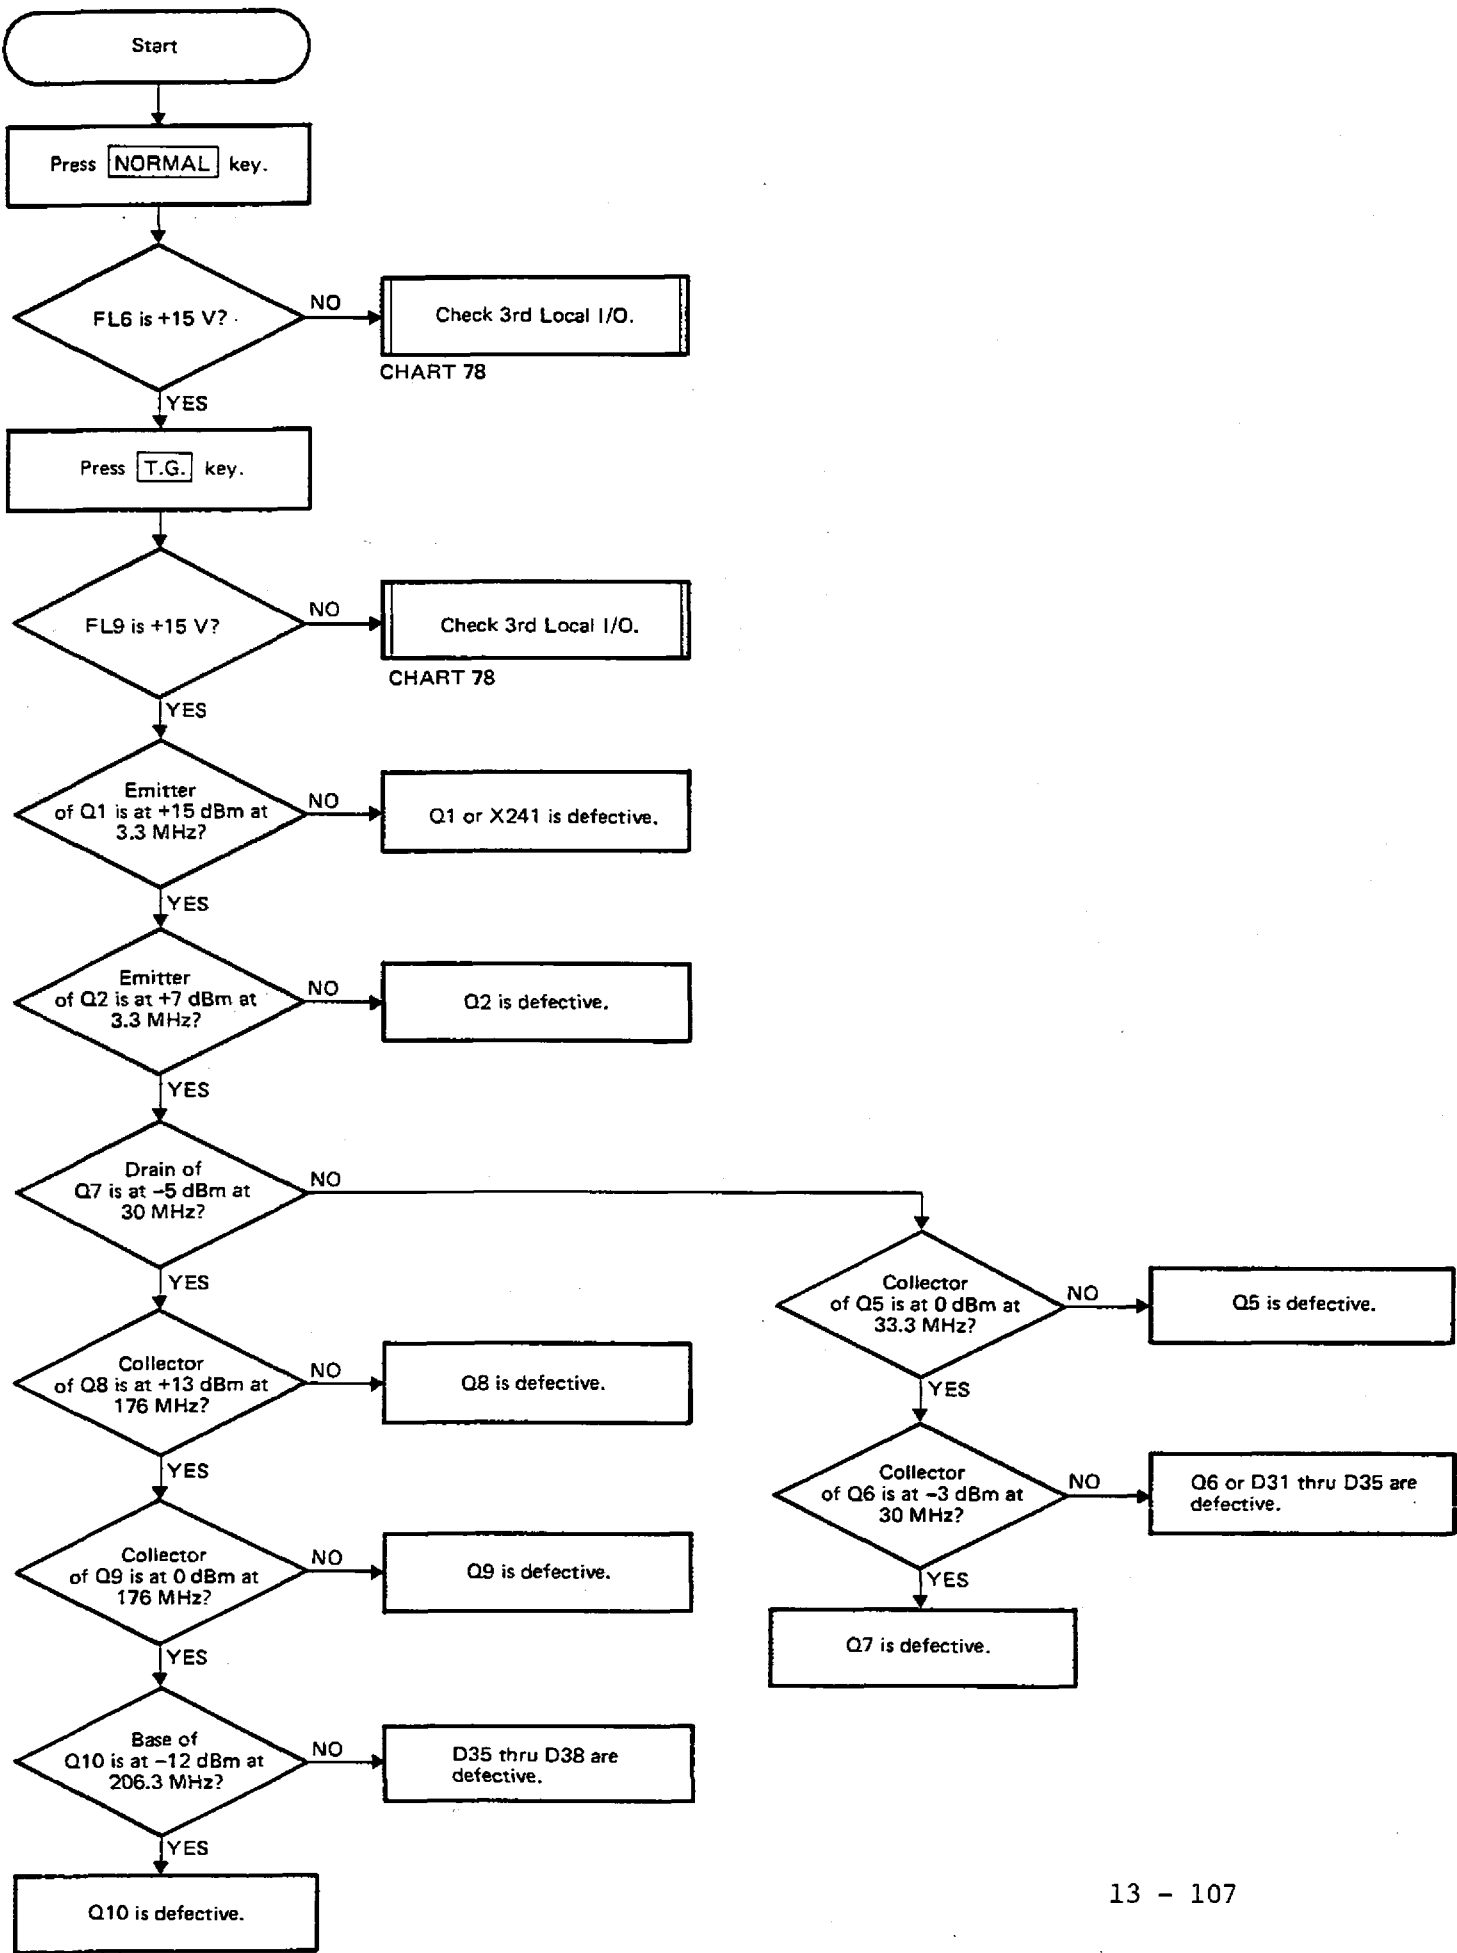 Start
Press NORMAL key.
FL6 is +15 V?
NO
Check 3rd Local I/O.
CHART 78
YES
Press T.G. key.
FL9 is +15 V?
NO
Check 3rd Local I/O.
CHART 78
YES
Emitter
of Q1 is at +15 dBm at
3.3 MHz?
NO
Q1 or X241 is defective.
YES
Emitter
of Q2 is at +7 dBm at
3.3 MHz?
NO
Q2 is defective.
YES
Drain of
Q7 is at −5 dBm at
30 MHz?
NO
YES
Collector
of Q5 is at 0 dBm at
33.3 MHz?
NO
Q5 is defective.
YES
Collector
of Q8 is at +13 dBm at
176 MHz?
NO
Q8 is defective.
YES
Collector
of Q6 is at −3 dBm at
30 MHz?
NO
Q6 or D31 thru D35 are
defective.
YES
Q7 is defective.
Collector
of Q9 is at 0 dBm at
176 MHz?
NO
Q9 is defective.
YES
Base of
Q10 is at −12 dBm at
206.3 MHz?
NO
D35 thru D38 are
defective.
YES
Q10 is defective.
13 - 107